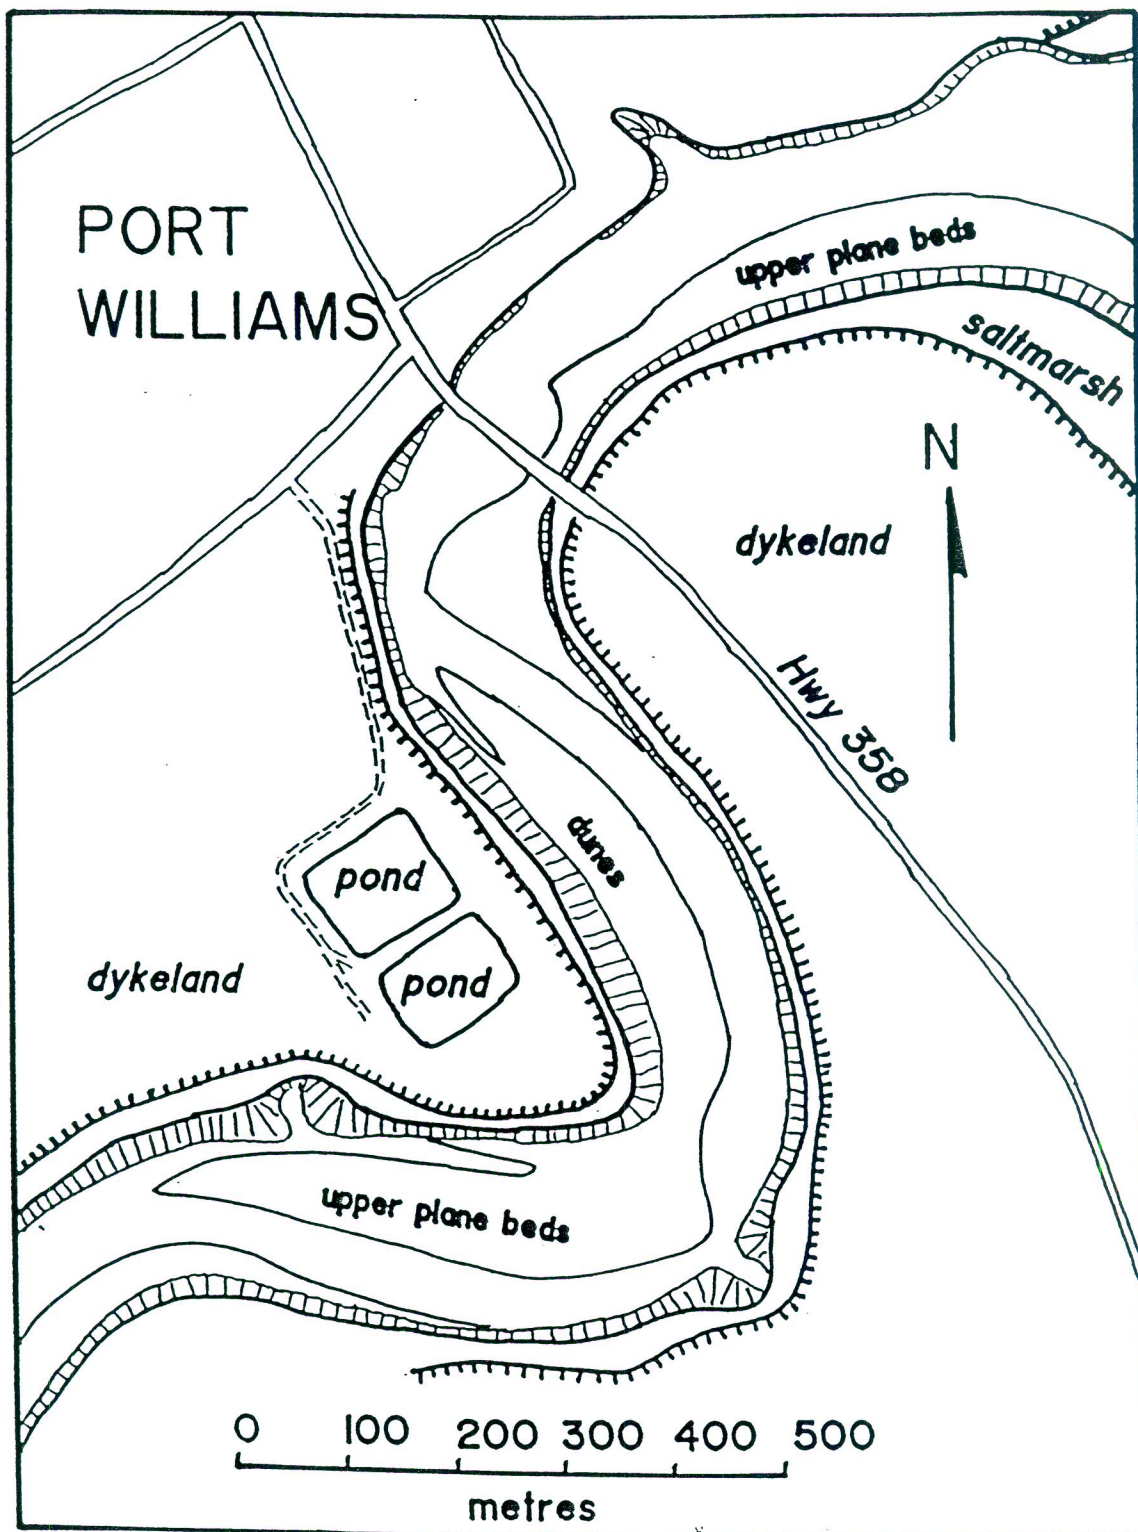 PORT
WILLIAMS
upper plane beds
saltmarsh
N
dykeland
Hwy 358
dunes
pond
pond
dykeland
upper plane beds
0 100 200 300 400 500
metres